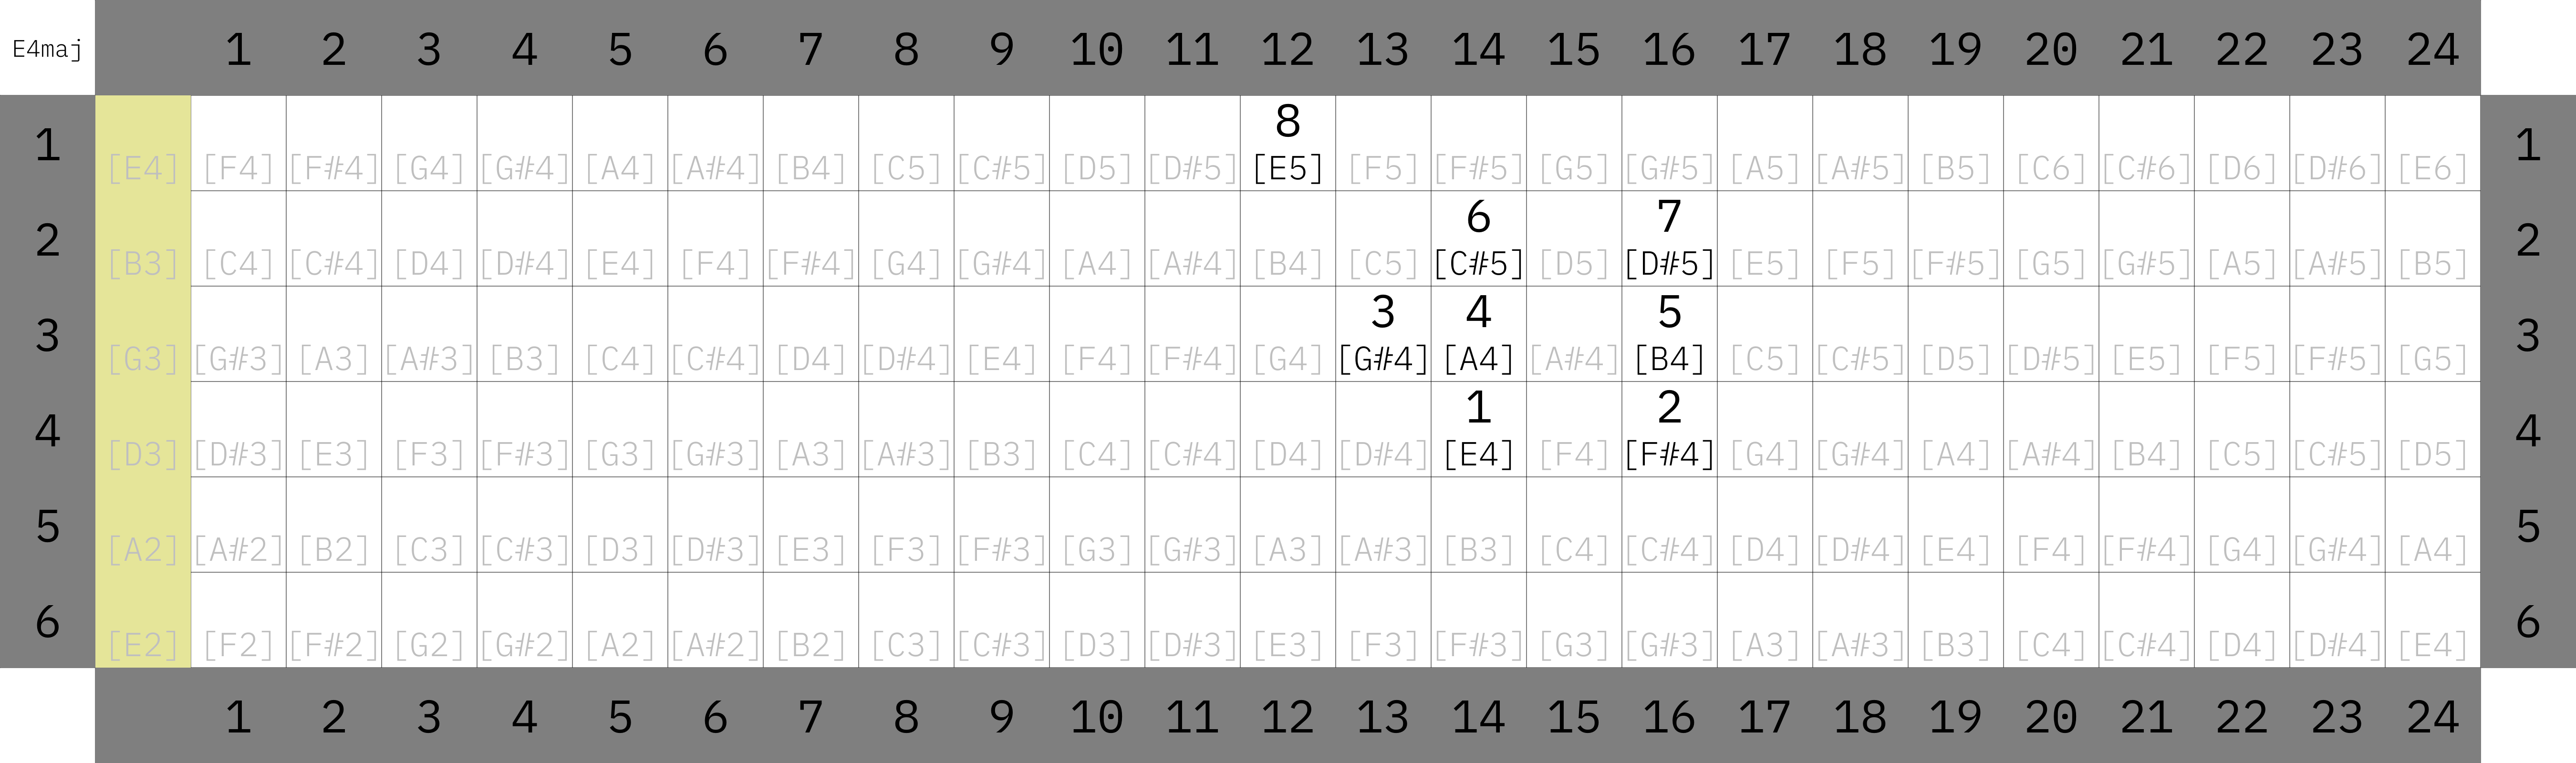 E4maj 1 2 3 4 5 6 7 8 9 10 11 12 13 14 15 16 17 18 19 20 21 22 23 24
8
1 [E4] [F4] [F#4] [G4] [G#4] [A4] [A#4] [B4] [C5] [C#5] [D5] [D#5] [E5] [F5] [F#5] [G5] [G#5] [A5] [A#5] [B5] [C6] [C#6] [D6] [D#6] [E6] 1
6 7
2 [B3] [C4] [C#4] [D4] [D#4] [E4] [F4] [F#4] [G4] [G#4] [A4] [A#4] [B4] [C5] [C#5] [D5] [D#5] [E5] [F5] [F#5] [G5] [G#5] [A5] [A#5] [B5] 2
3 4 5
3 [G3] [G#3] [A3] [A#3] [B3] [C4] [C#4] [D4] [D#4] [E4] [F4] [F#4] [G4] [G#4] [A4] [A#4] [B4] [C5] [C#5] [D5] [D#5] [E5] [F5] [F#5] [G5] 3
1 2
4 [D3] [D#3] [E3] [F3] [F#3] [G3] [G#3] [A3] [A#3] [B3] [C4] [C#4] [D4] [D#4] [E4] [F4] [F#4] [G4] [G#4] [A4] [A#4] [B4] [C5] [C#5] [D5] 4
5 [A2] [A#2] [B2] [C3] [C#3] [D3] [D#3] [E3] [F3] [F#3] [G3] [G#3] [A3] [A#3] [B3] [C4] [C#4] [D4] [D#4] [E4] [F4] [F#4] [G4] [G#4] [A4] 5
6 [E2] [F2] [F#2] [G2] [G#2] [A2] [A#2] [B2] [C3] [C#3] [D3] [D#3] [E3] [F3] [F#3] [G3] [G#3] [A3] [A#3] [B3] [C4] [C#4] [D4] [D#4] [E4] 6
1 2 3 4 5 6 7 8 9 10 11 12 13 14 15 16 17 18 19 20 21 22 23 24